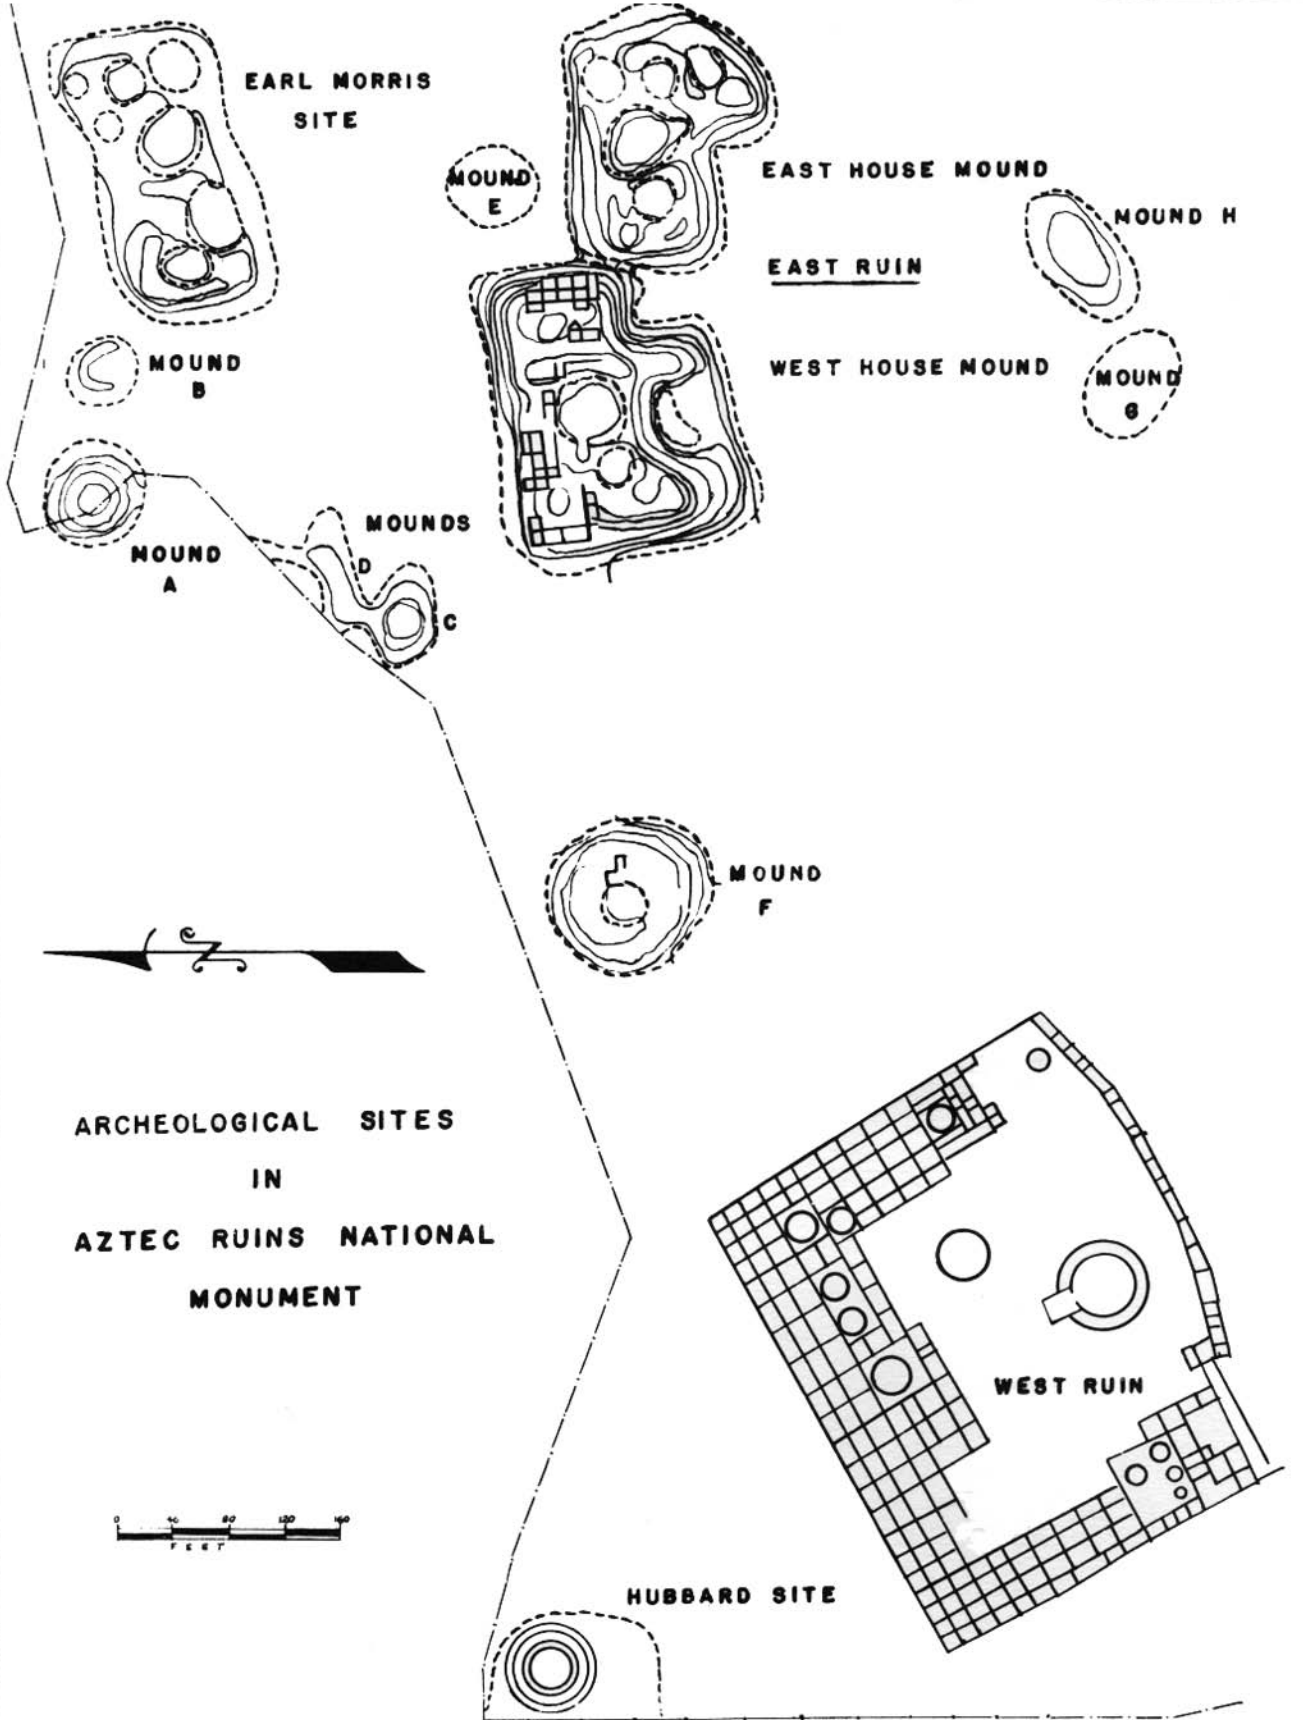 EARL MORRIS
SITE
MOUND
E
EAST HOUSE MOUND
MOUND H
EAST RUIN
MOUND
B
WEST HOUSE MOUND
MOUND
G
MOUNDS
D
C
MOUND
A
MOUND
F
Z
ARCHEOLOGICAL SITES
IN
AZTEC RUINS NATIONAL
MONUMENT
WEST RUIN
0 40 80 120 160
FEET
HUBBARD SITE